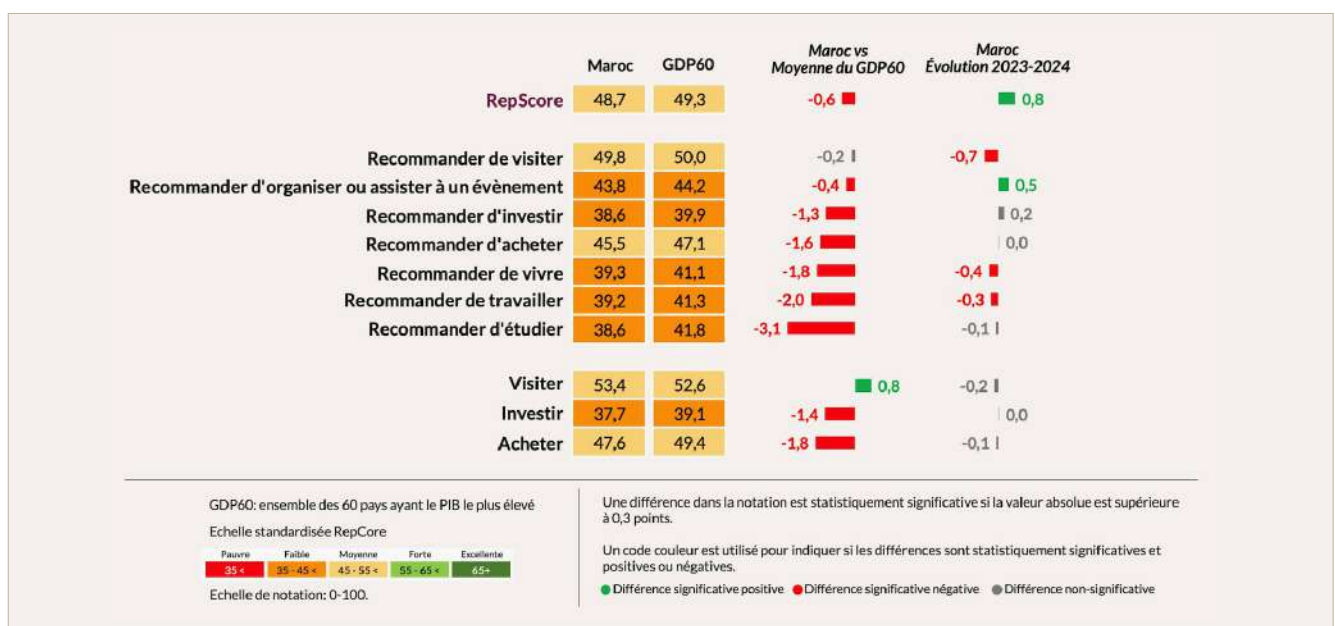 Maroc GDP60 Maroc vs Moyenne du GDP60 Maroc Évolution 2023-2024
RepScore 48,7 49,3 -0,6 0,8
Recommander de visiter 49,8 50,0 -0,2 -0,7
Recommander d'organiser ou assister à un évènement 43,8 44,2 -0,4 0,5
Recommander d'investir 38,6 39,9 -1,3 0,2
Recommander d'acheter 45,5 47,1 -1,6 0,0
Recommander de vivre 39,3 41,1 -1,8 -0,4
Recommander de travailler 39,2 41,3 -2,0 -0,3
Recommander d'étudier 38,6 41,8 -3,1 -0,1
Visiter 53,4 52,6 0,8 -0,2
Investir 37,7 39,1 -1,4 0,0
Acheter 47,6 49,4 -1,8 -0,1
GDP60: ensemble des 60 pays ayant le PIB le plus élevé
Echelle standardisée RepCore
Pauvre Faible Moyenne Forte Excellente
35 < 35 - 45 < 45 - 55 < 55 - 65 < 65+
Echelle de notation: 0-100.
Une différence dans la notation est statistiquement significative si la valeur absolue est supérieure
à 0,3 points.
Un code couleur est utilisé pour indiquer si les différences sont statistiquement significatives et
positives ou négatives.
Différence significative positive Différence significative négative Différence non-significative